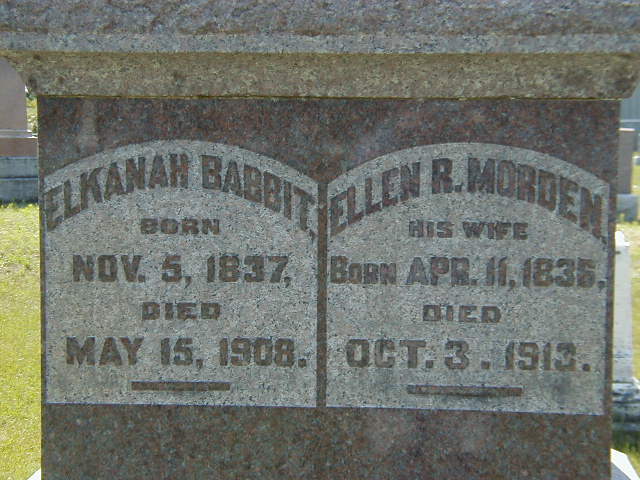 ELKANAH BABBIT,
BORN
NOV. 5, 1837,
DIED
MAY 15, 1908.
ELLEN R. MORDEN,
HIS WIFE
BORN APR. 11, 1835,
DIED
OCT. 3. 1913.